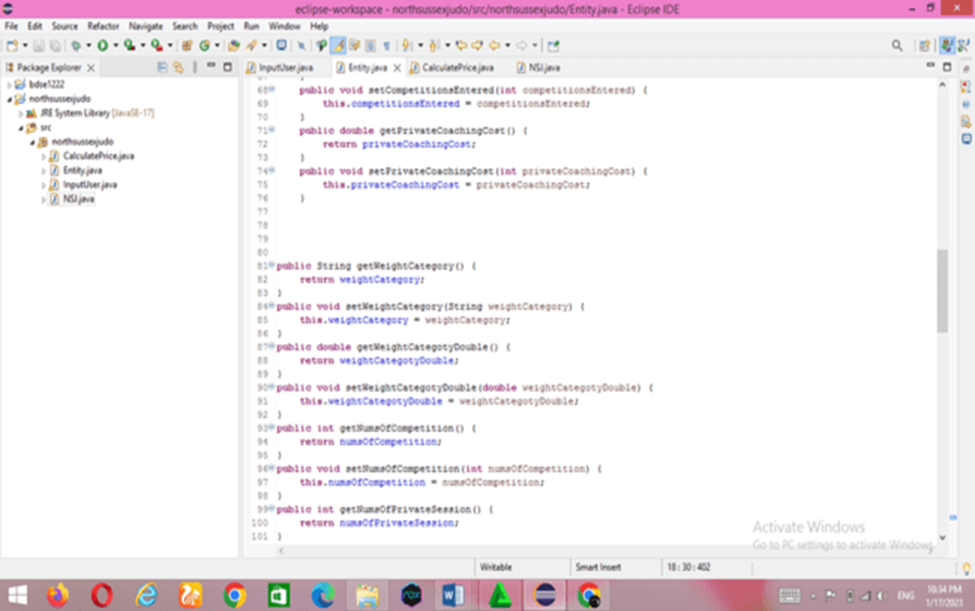 eclipse-workspace - northsussexjudo/src/northsussexjudo/Entity.java - Eclipse IDE
File Edit Source Refactor Navigate Search Project Run Window Help
Package Explorer
InputUser.java Entity.java CalculatePrice.java NSJ.java
bdse1222
northsussexjudo
JRE System Library [JavaSE-17]
src
northsussexjudo
CalculatePrice.java
Entity.java
InputUser.java
NSJ.java
68 public void setCompetitionsEntered(int competitionsEntered) {
69 this.competitionsEntered = competitionsEntered;
70 }
71 public double getPrivateCoachingCost() {
72 return privateCoachingCost;
73 }
74 public void setPrivateCoachingCost(int privateCoachingCost) {
75 this.privateCoachingCost = privateCoachingCost;
76 }
77
78
79
80
81 public String getWeightCategory() {
82 return weightCategory;
83 }
84 public void setWeightCategory(String weightCategory) {
85 this.weightCategory = weightCategory;
86 }
87 public double getWeightCategotyDouble() {
88 return weightCategotyDouble;
89 }
90 public void setWeightCategotyDouble(double weightCategotyDouble) {
91 this.weightCategotyDouble = weightCategotyDouble;
92 }
93 public int getNumsOfCompetition() {
94 return numsOfCompetition;
95 }
96 public void setNumsOfCompetition(int numsOfCompetition) {
97 this.numsOfCompetition = numsOfCompetition;
98 }
99 public int getNumsOfPrivateSession() {
100 return numsOfPrivateSession;
101 }
Activate Windows
Go to PC settings to activate Windows.
Writable Smart Insert 18 : 30 : 402
ENG 10:34 PM
1/17/2023